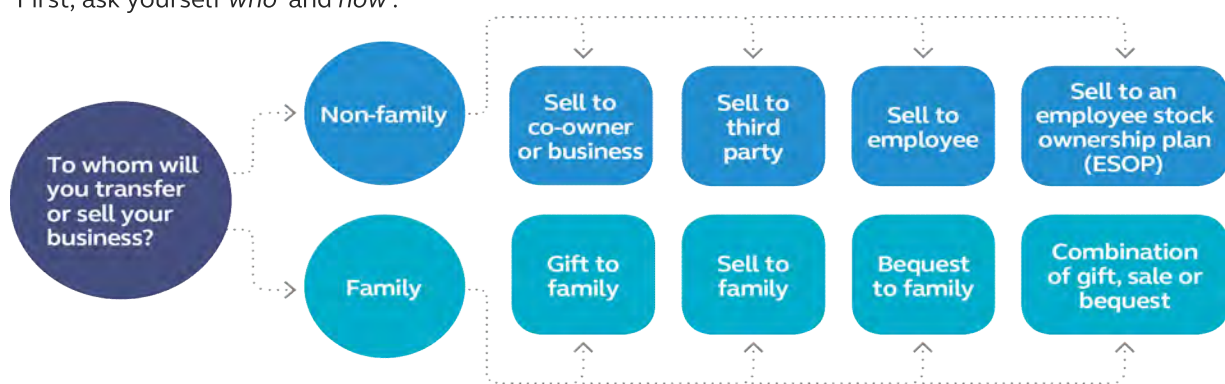 First, ask yourself 'who' and 'how'.
To whom will
you transfer
or sell your
business?
Non-family
Sell to
co-owner
or business
Sell to
third
party
Sell to
employee
Sell to an
employee stock
ownership plan
(ESOP)
Family
Gift to
family
Sell to
family
Bequest
to family
Combination
of gift, sale or
bequest